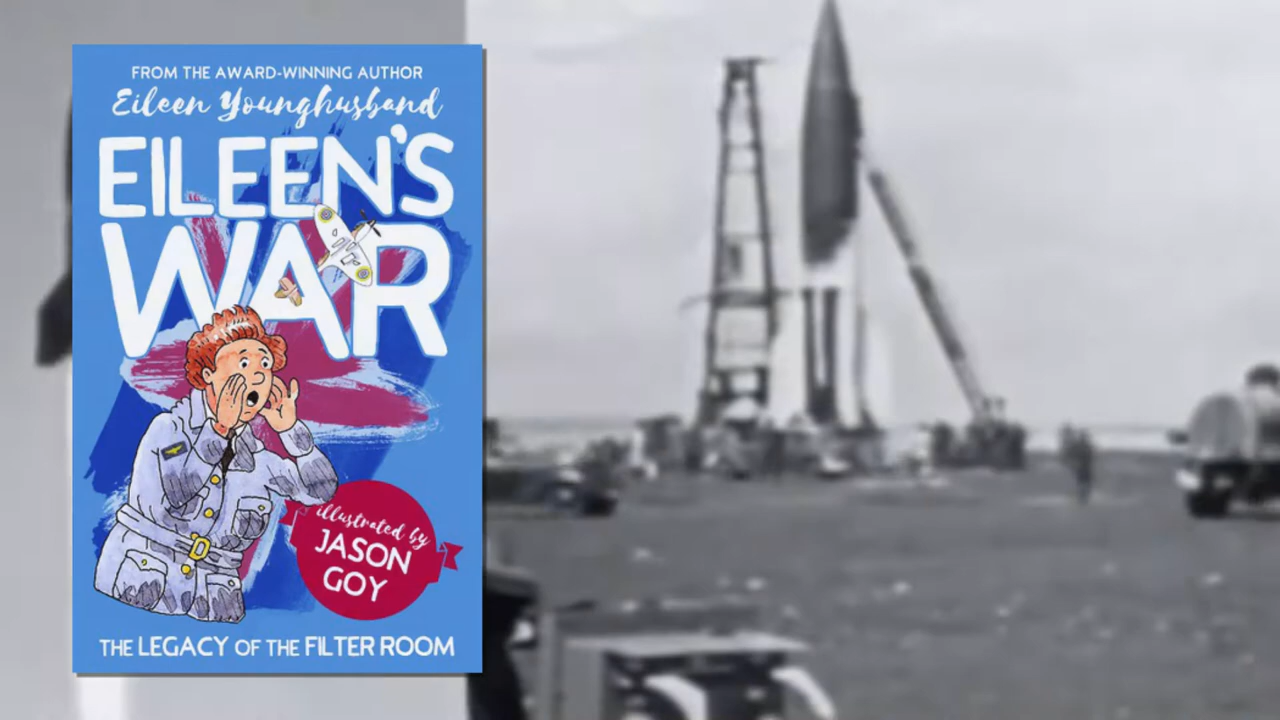 FROM THE AWARD-WINNING AUTHOR
Eileen Younghusband
EILEEN'S
WAR
illustrated by
JASON
GOY
THE LEGACY OF THE FILTER ROOM